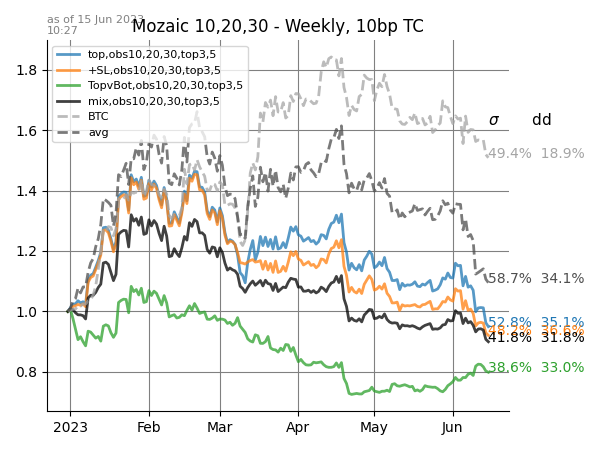 as of 15 Jun 2023
10:27
Mozaic 10,20,30 - Weekly, 10bp TC
top,obs10,20,30,top3,5
+SL,obs10,20,30,top3,5
TopvBot,obs10,20,30,top3,5
mix,obs10,20,30,top3,5
BTC
avg
σ dd
49.4% 18.9%
58.7% 34.1%
52.8% 35.1%
41.8% 31.8%
38.6% 33.0%
1.8
1.6
1.4
1.2
1.0
0.8
2023 Feb Mar Apr May Jun